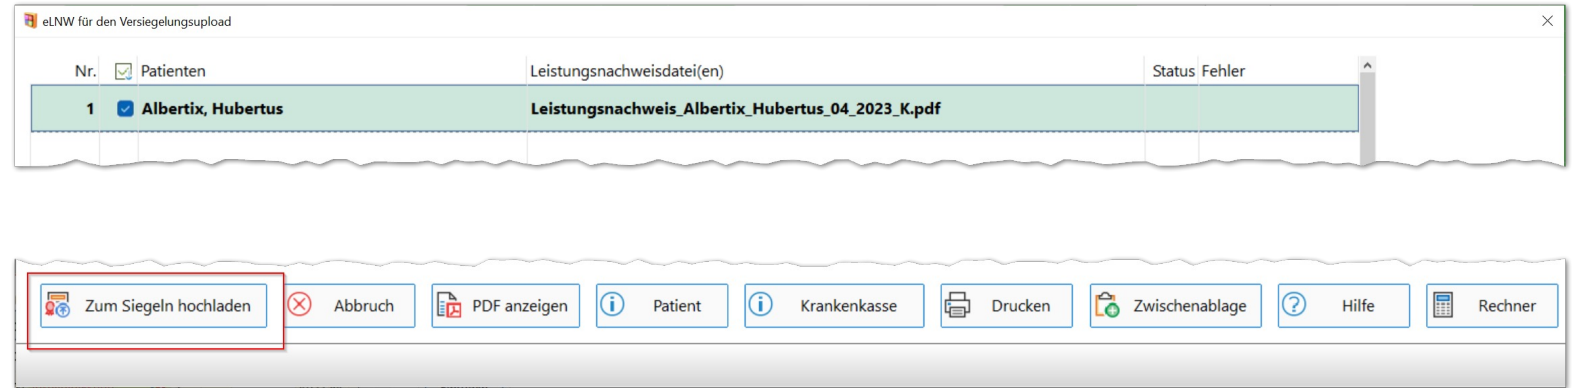 eLNW für den Versiegelungsupload
Nr. Patienten Leistungsnachweisdatei(en) Status Fehler
1 Albertix, Hubertus Leistungsnachweis_Albertix_Hubertus_04_2023_K.pdf
Zum Siegeln hochladen Abbruch PDF anzeigen Patient Krankenkasse Drucken Zwischenablage Hilfe Rechner